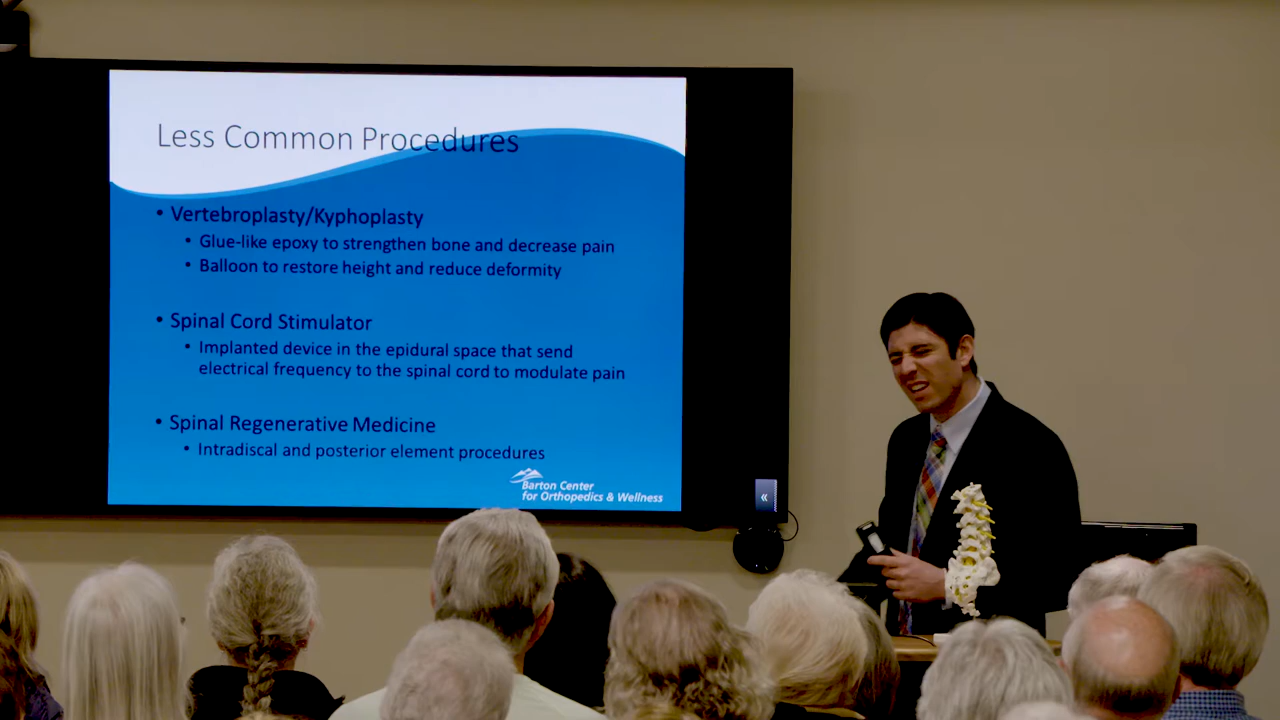 Less Common Procedures
• Vertebroplasty/Kyphoplasty
• Glue-like epoxy to strengthen bone and decrease pain
• Balloon to restore height and reduce deformity
• Spinal Cord Stimulator
• Implanted device in the epidural space that send
electrical frequency to the spinal cord to modulate pain
• Spinal Regenerative Medicine
• Intradiscal and posterior element procedures
Barton Center
for Orthopedics & Wellness
«